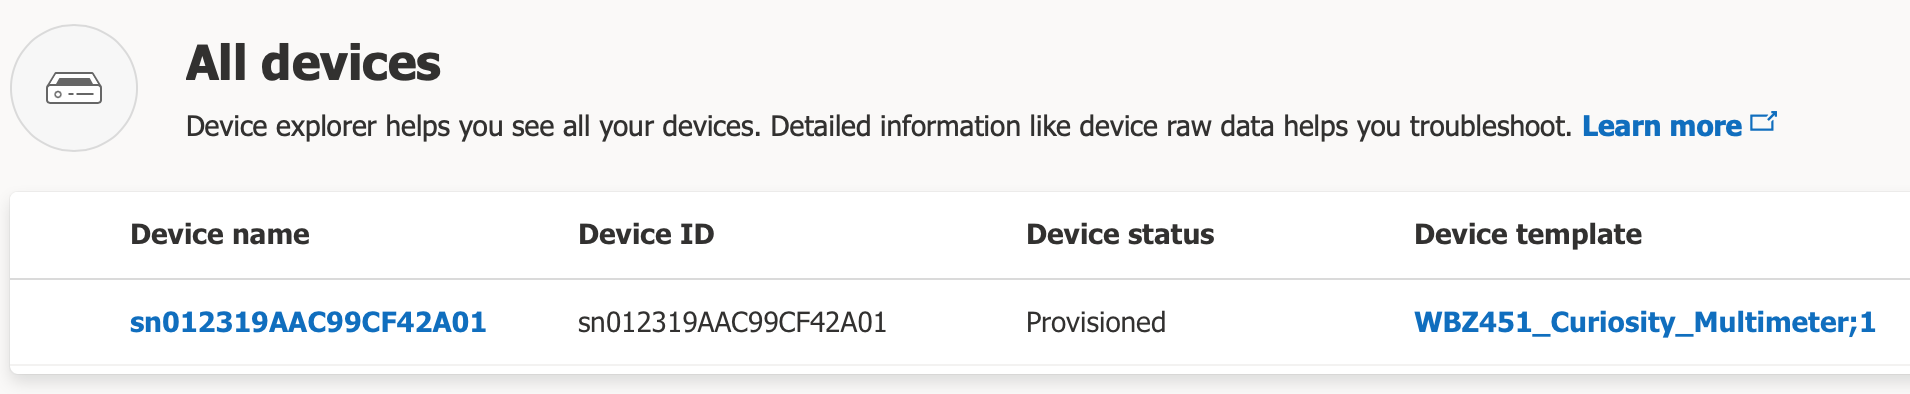 All devices
Device explorer helps you see all your devices. Detailed information like device raw data helps you troubleshoot. Learn more
Device name Device ID Device status Device template
sn012319AAC99CF42A01 sn012319AAC99CF42A01 Provisioned WBZ451_Curiosity_Multimeter;1